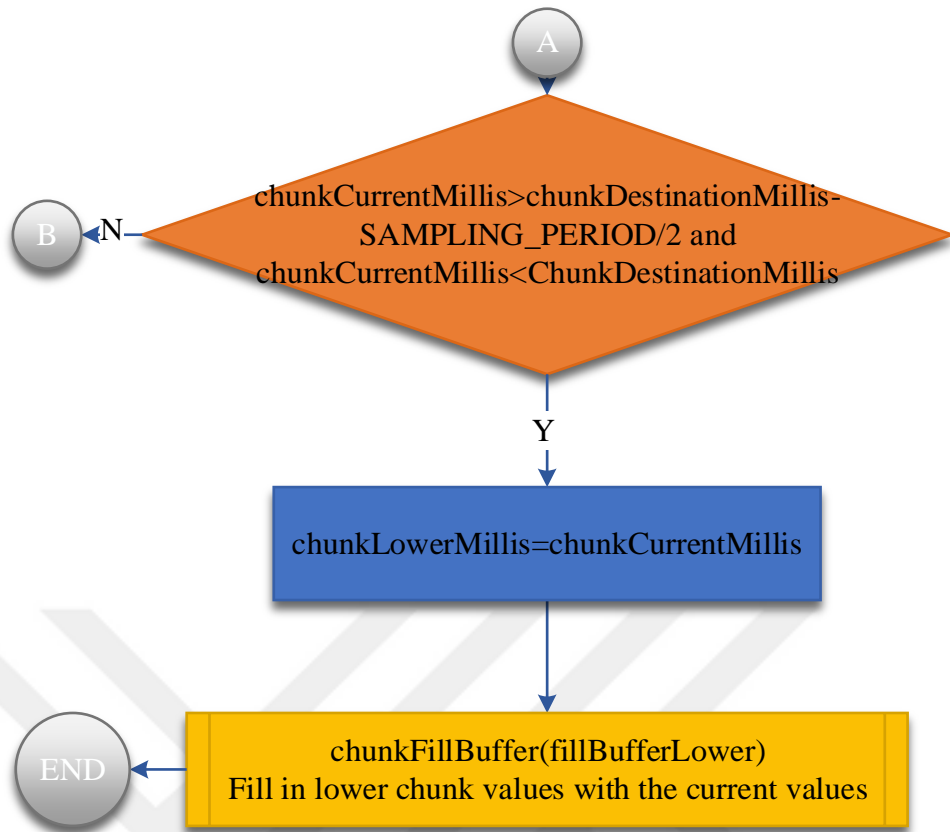 A
chunkCurrentMillis>chunkDestinationMillis-
SAMPLING_PERIOD/2 and
chunkCurrentMillis<ChunkDestinationMillis
B
N
Y
chunkLowerMillis=chunkCurrentMillis
END
chunkFillBuffer(fillBufferLower)
Fill in lower chunk values with the current values